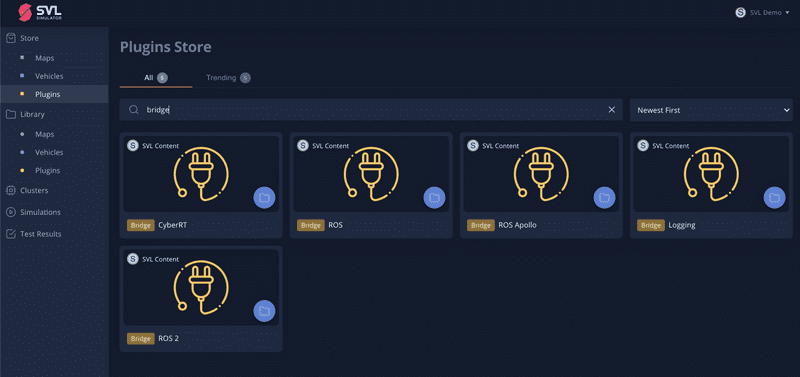 SVL
SIMULATOR
S SVL Demo
Store
Maps
Vehicles
Plugins
Library
Maps
Vehicles
Plugins
Clusters
Simulations
Test Results
Plugins Store
All 5
Trending 5
bridge
Newest First
S SVL Content
Bridge CyberRT
S SVL Content
Bridge ROS
S SVL Content
Bridge ROS Apollo
S SVL Content
Bridge Logging
S SVL Content
Bridge ROS 2